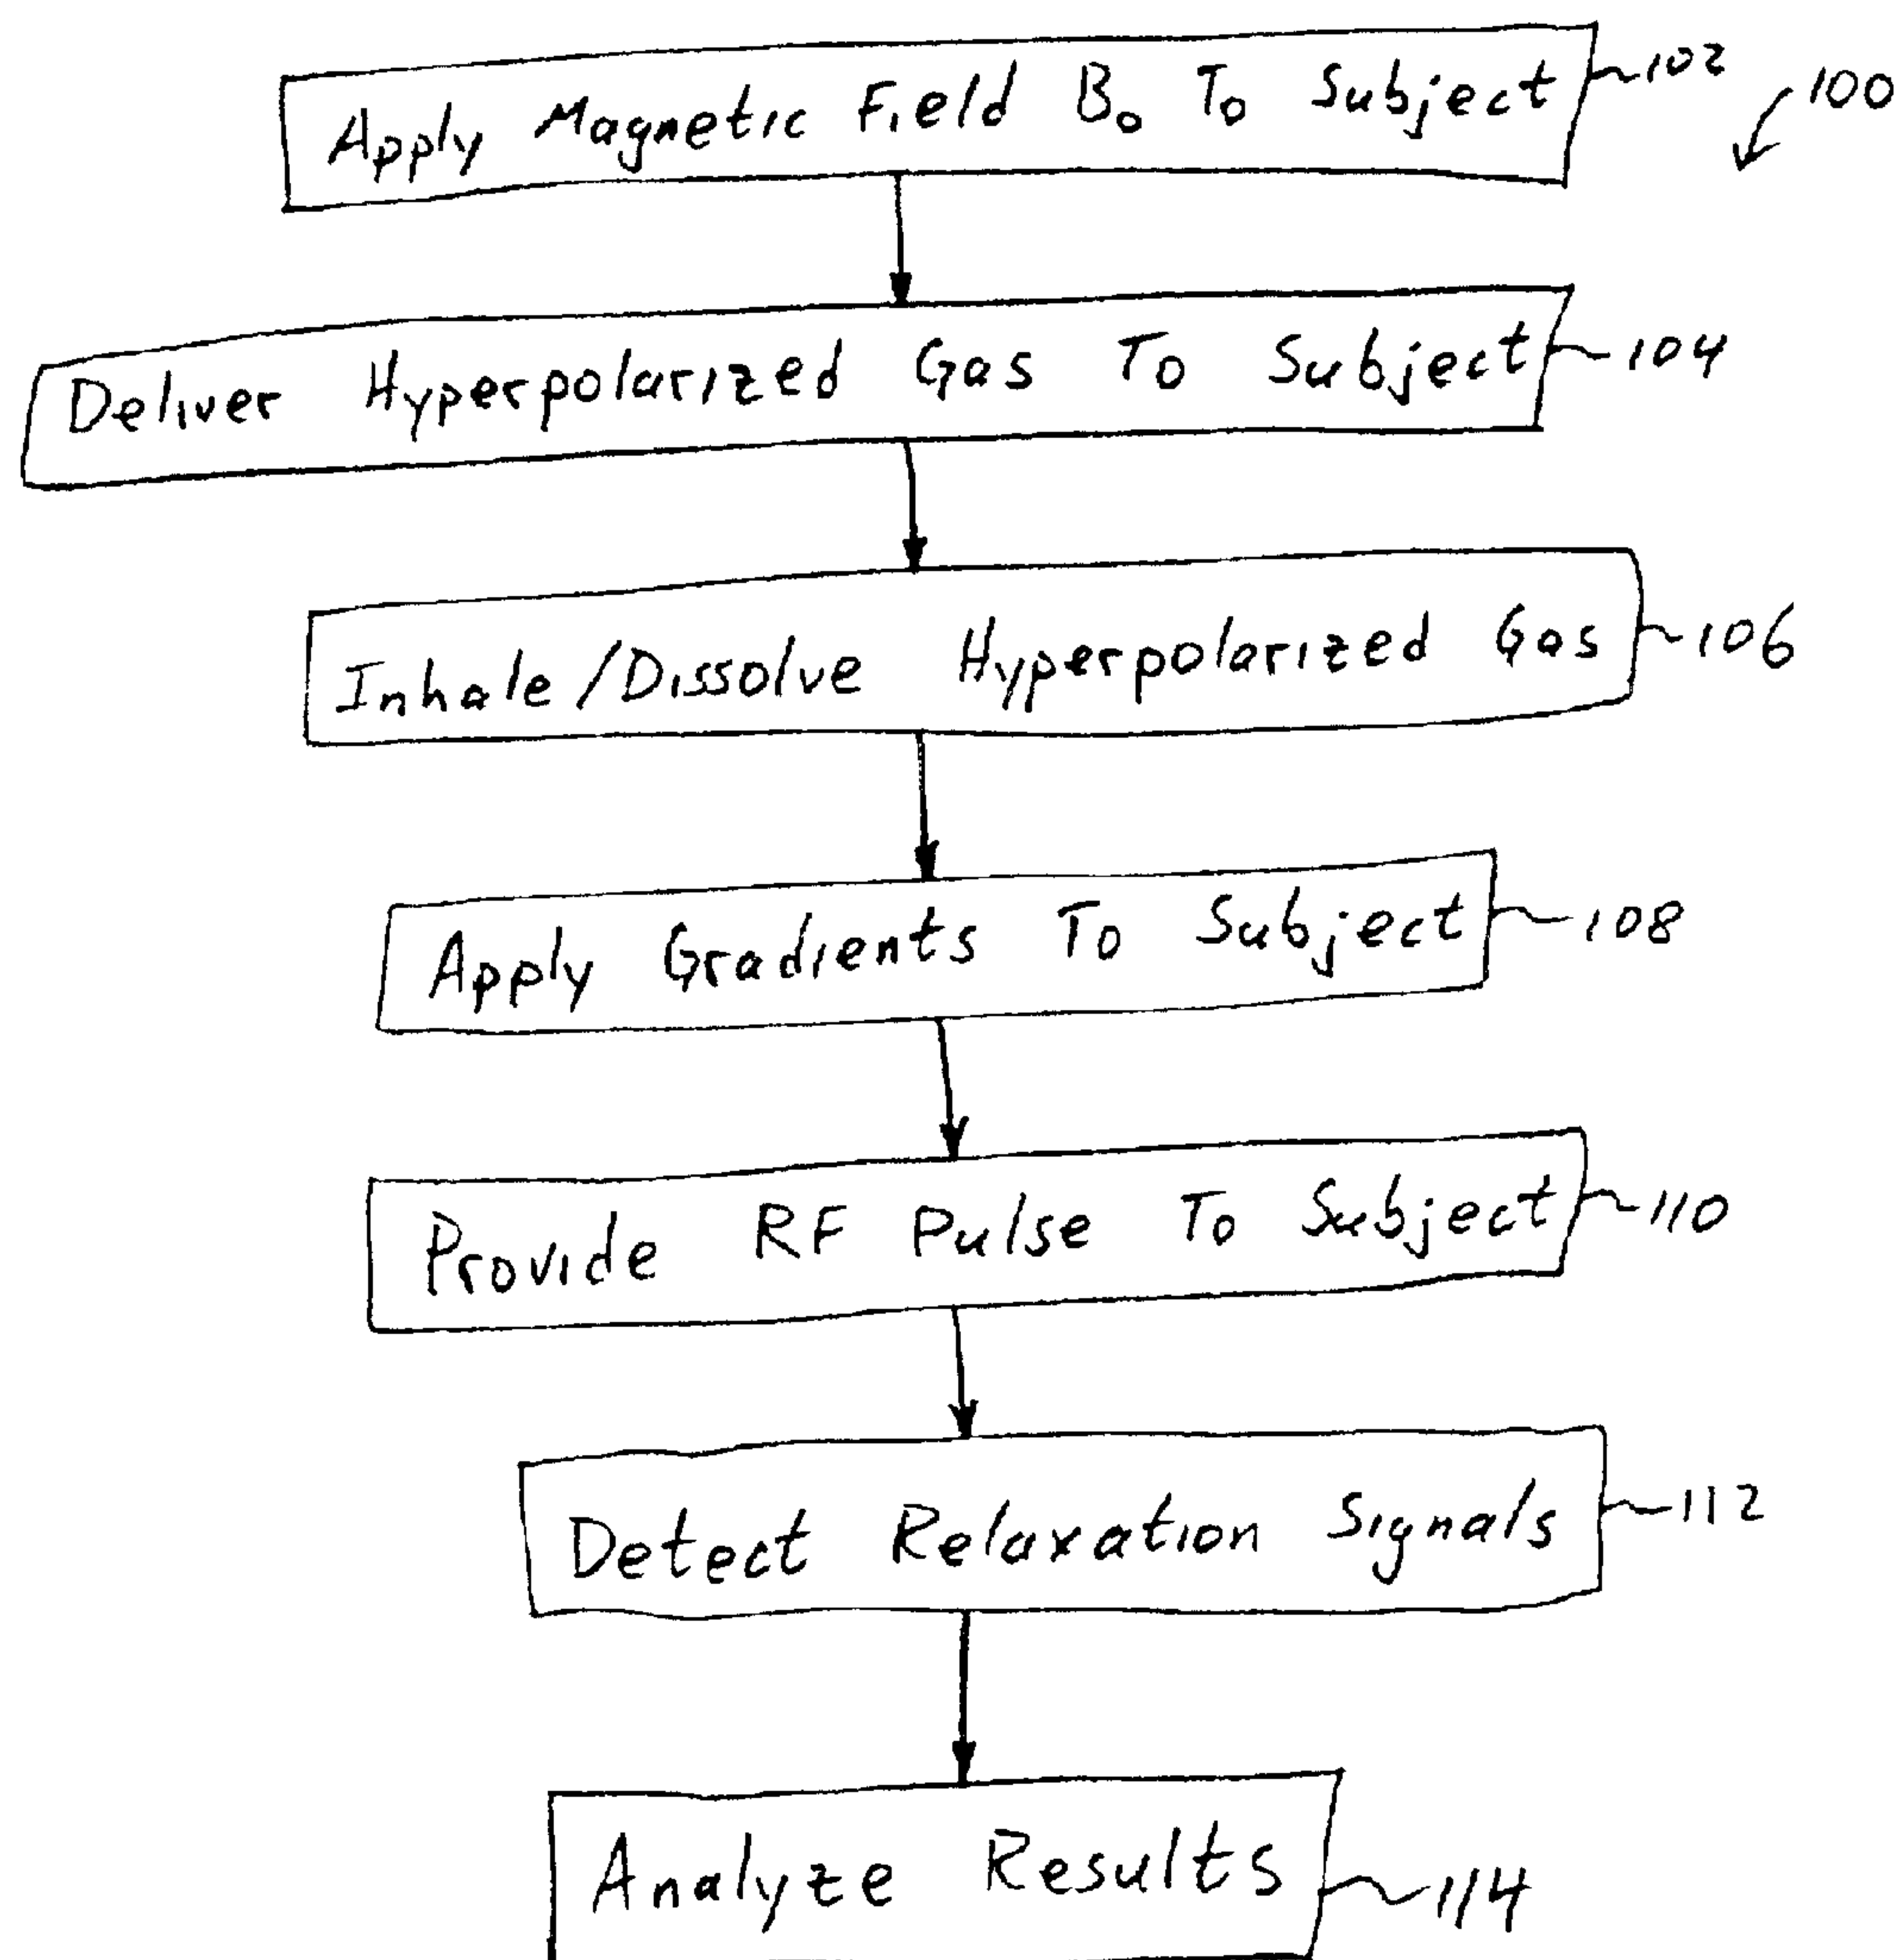 Apply Magnetic Field B₀ To Subject 102
100
Deliver Hyperpolarized Gas To Subject 104
Inhale/Dissolve Hyperpolarized Gas 106
Apply Gradients To Subject 108
Provide RF Pulse To Subject 110
Detect Relaxation Signals 112
Analyze Results 114